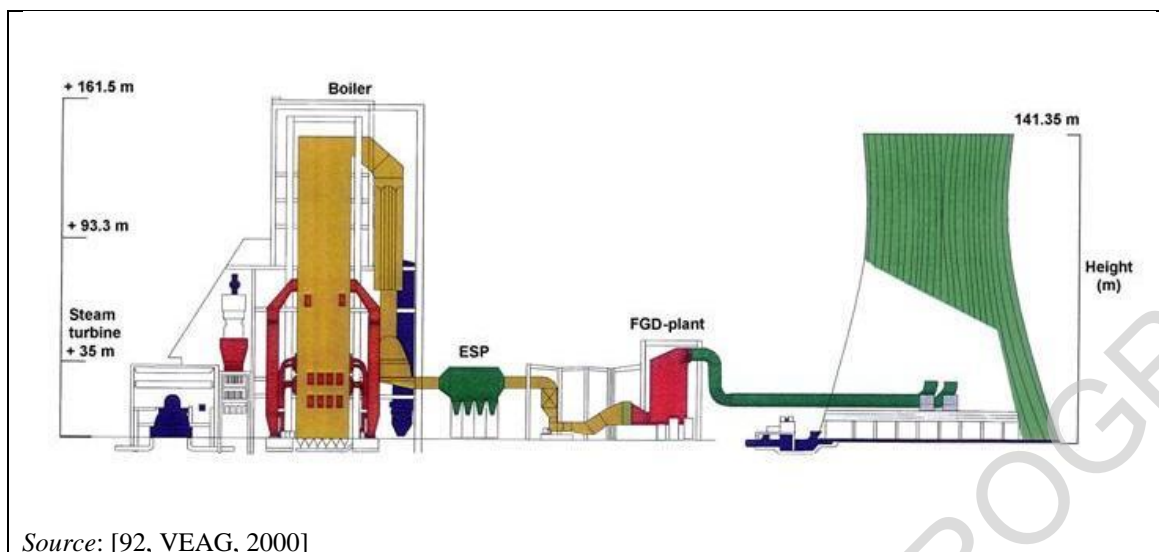 + 161.5 m
Boiler
141.35 m
+ 93.3 m
Height
(m)
Steam
turbine
+ 35 m
FGD-plant
ESP
Source: [92, VEAG, 2000]